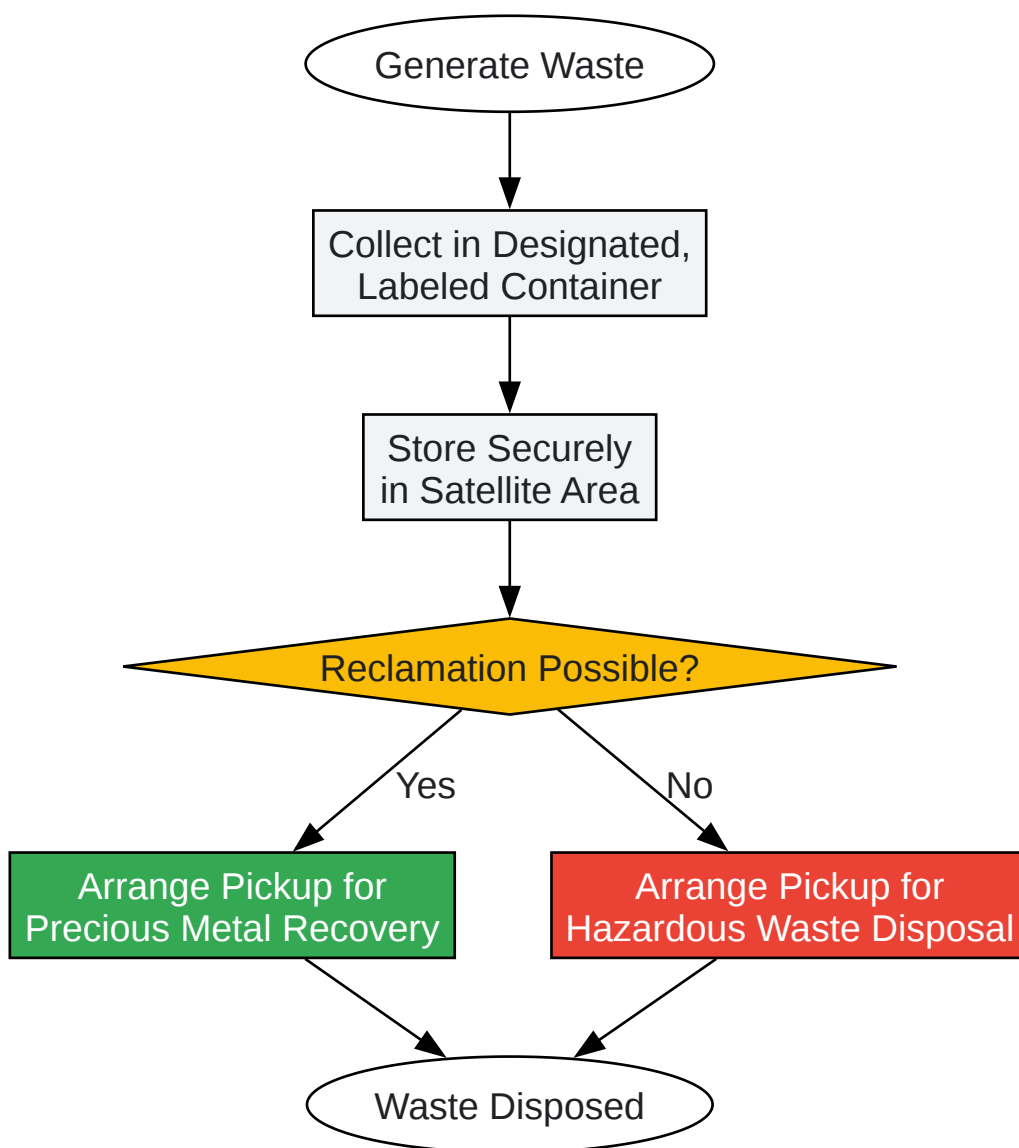 Generate Waste
Collect in Designated,
Labeled Container
Store Securely
in Satellite Area
Reclamation Possible?
Yes
No
Arrange Pickup for
Precious Metal Recovery
Arrange Pickup for
Hazardous Waste Disposal
Waste Disposed